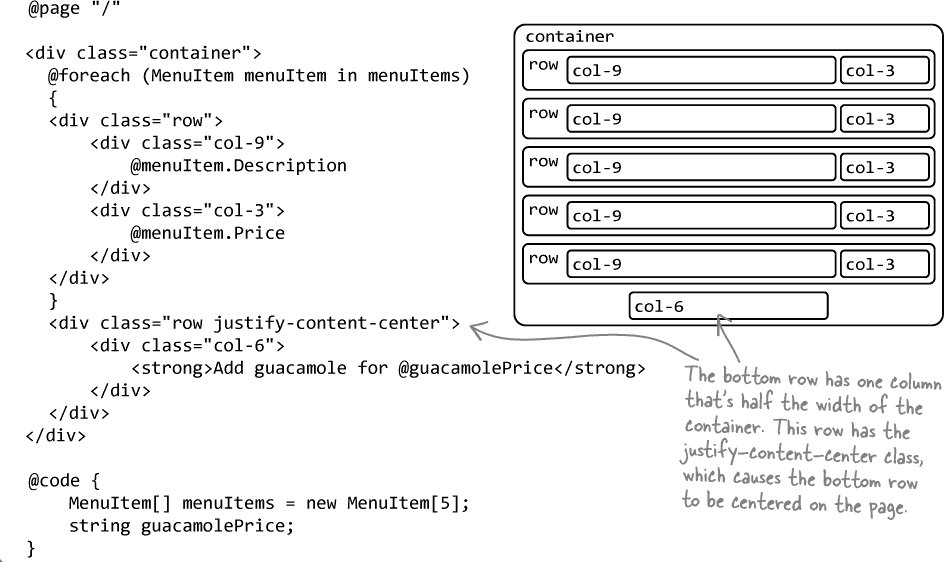 @page "/"
<div class="container">
@foreach (MenuItem menuItem in menuItems)
{
<div class="row">
<div class="col-9">
@menuItem.Description
</div>
<div class="col-3">
@menuItem.Price
</div>
</div>
}
<div class="row justify-content-center">
<div class="col-6">
<strong>Add guacamole for @guacamolePrice</strong>
</div>
</div>
</div>
@code {
MenuItem[] menuItems = new MenuItem[5];
string guacamolePrice;
}
container
row col-9 col-3
row col-9 col-3
row col-9 col-3
row col-9 col-3
row col-9 col-3
col-6
The bottom row has one column
that's half the width of the
container. This row has the
justify-content-center class,
which causes the bottom row
to be centered on the page.